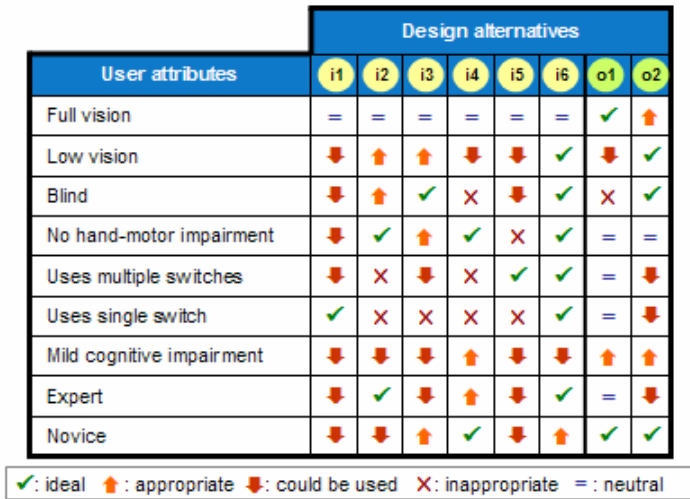 Design alternatives
User attributes i1 i2 i3 i4 i5 i6 o1 o2
Full vision = = = = = = ✓ ⬆
Low vision ⬇ ⬆ ⬆ ⬇ ⬇ ✓ ⬇ ✓
Blind ⬇ ⬆ ✓ ✗ ⬇ ✓ ✗ ✓
No hand-motor impairment ⬇ ✓ ⬆ ✓ ✗ ✓ = =
Uses multiple switches ⬇ ✗ ⬇ ✗ ✓ ✓ = ⬇
Uses single switch ✓ ✗ ✗ ✗ ✗ ✓ = ⬇
Mild cognitive impairment ⬇ ⬇ ⬇ ⬆ ⬇ ⬇ ⬆ ⬆
Expert ⬇ ✓ ⬇ ⬆ ⬇ ✓ = ⬇
Novice ⬇ ⬇ ⬆ ✓ ⬇ ⬆ ✓ ✓
✓: ideal ⬆ : appropriate ⬇: could be used ✗: inappropriate = : neutral